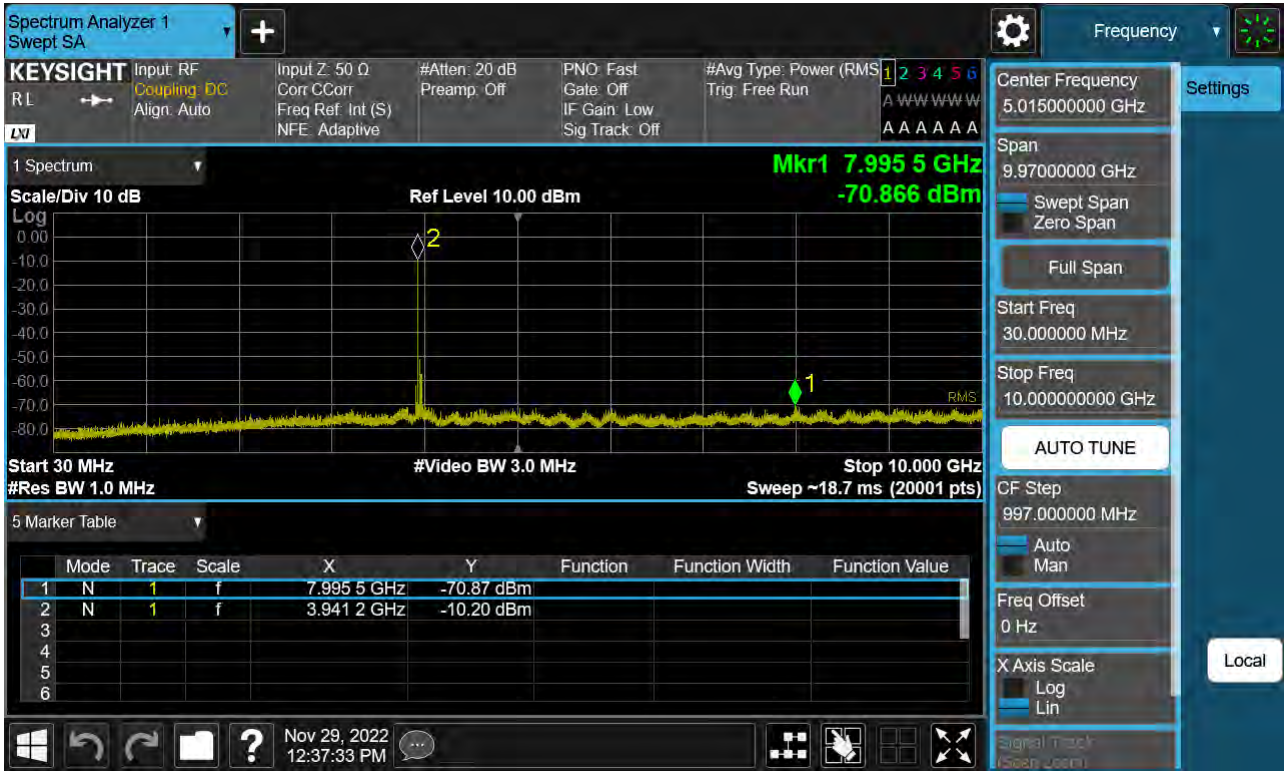 Spectrum Analyzer 1
Swept SA
Frequency
KEYSIGHT
RL
LXI
Input: RF
Coupling: DC
Align: Auto
Input Z: 50 Ω
Corr CCorr
Freq Ref: Int (S)
NFE: Adaptive
#Atten: 20 dB
Preamp: Off
PNO: Fast
Gate: Off
IF Gain: Low
Sig Track: Off
#Avg Type: Power (RMS
Trig: Free Run
1 2 3 4 5 6
A W W W W W
A A A A A A
1 Spectrum
Mkr1 7.995 5 GHz
-70.866 dBm
Scale/Div 10 dB
Ref Level 10.00 dBm
Log
0.00
-10.0
-20.0
-30.0
-40.0
-50.0
-60.0
-70.0
-80.0
2
1
RMS
Start 30 MHz
#Video BW 3.0 MHz
Stop 10.000 GHz
#Res BW 1.0 MHz
Sweep ~18.7 ms (20001 pts)
5 Marker Table
Mode Trace Scale X Y Function Function Width Function Value
1 N 1 f 7.995 5 GHz -70.87 dBm
2 N 1 f 3.941 2 GHz -10.20 dBm
3
4
5
6
Nov 29, 2022
12:37:33 PM
Center Frequency
5.015000000 GHz
Settings
Span
9.97000000 GHz
Swept Span
Zero Span
Full Span
Start Freq
30.000000 MHz
Stop Freq
10.000000000 GHz
AUTO TUNE
CF Step
997.000000 MHz
Auto
Man
Freq Offset
0 Hz
X Axis Scale
Log
Lin
Local
Signal Track
(Span Zoom)